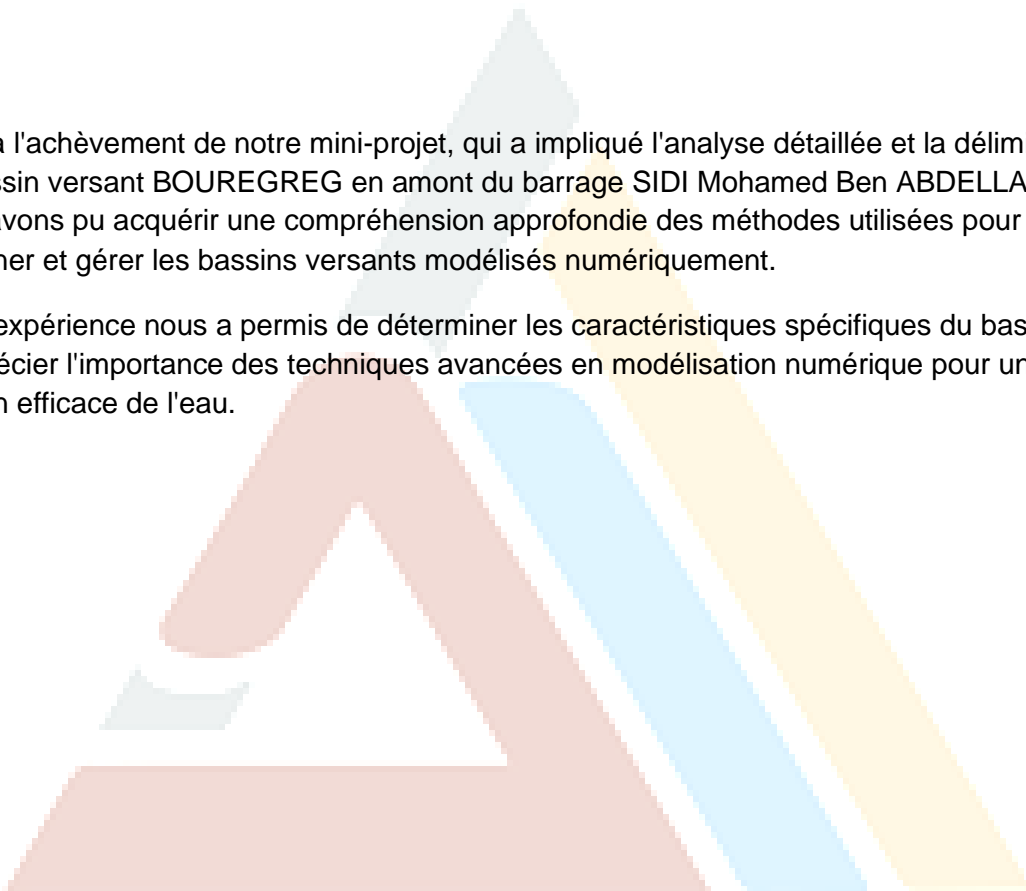 l'achèvement de notre mini-projet, qui a impliqué l'analyse détaillée et la délim
ssin versant BOUREGREG en amont du barrage SIDI Mohamed Ben ABDELLA
avons pu acquérir une compréhension approfondie des méthodes utilisées pour
ner et gérer les bassins versants modélisés numériquement.
expérience nous a permis de déterminer les caractéristiques spécifiques du bas
écier l'importance des techniques avancées en modélisation numérique pour un
n efficace de l'eau.